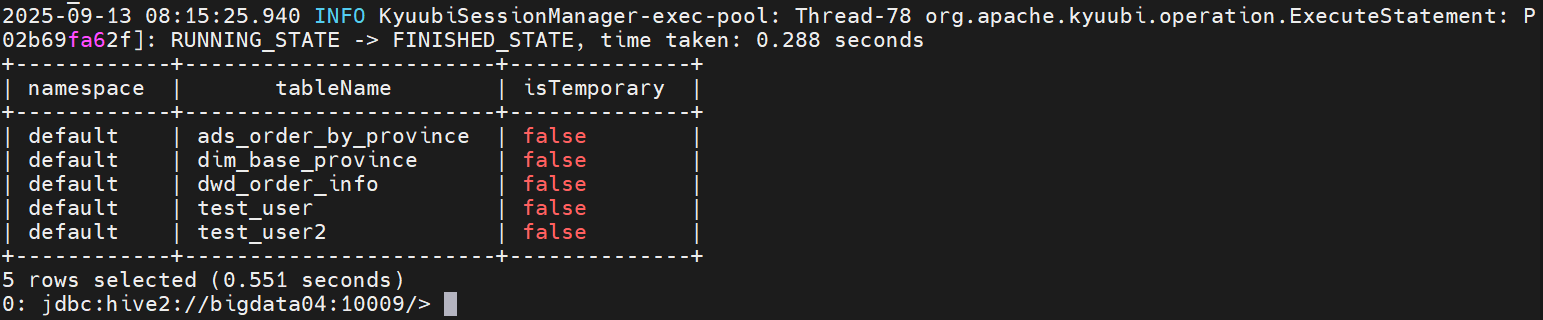 2025-09-13 08:15:25.940 INFO KyuubiSessionManager-exec-pool: Thread-78 org.apache.kyuubi.operation.ExecuteStatement: P
02b69fa62f]: RUNNING_STATE -> FINISHED_STATE, time taken: 0.288 seconds
+------------+------------------------+--------------+
| namespace  |       tableName        | isTemporary  |
+------------+------------------------+--------------+
| default    | ads_order_by_province  | false        |
| default    | dim_base_province      | false        |
| default    | dwd_order_info         | false        |
| default    | test_user              | false        |
| default    | test_user2             | false        |
+------------+------------------------+--------------+
5 rows selected (0.551 seconds)
0: jdbc:hive2://bigdata04:10009/>